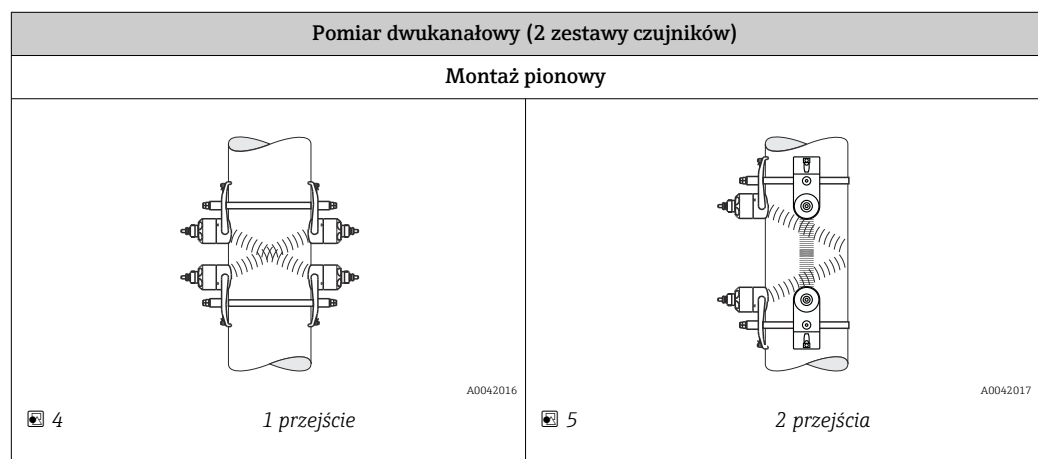 Pomiar dwukanałowy (2 zestawy czujników)
Montaż pionowy
A0042016
4 1 przejście
A0042017
5 2 przejścia